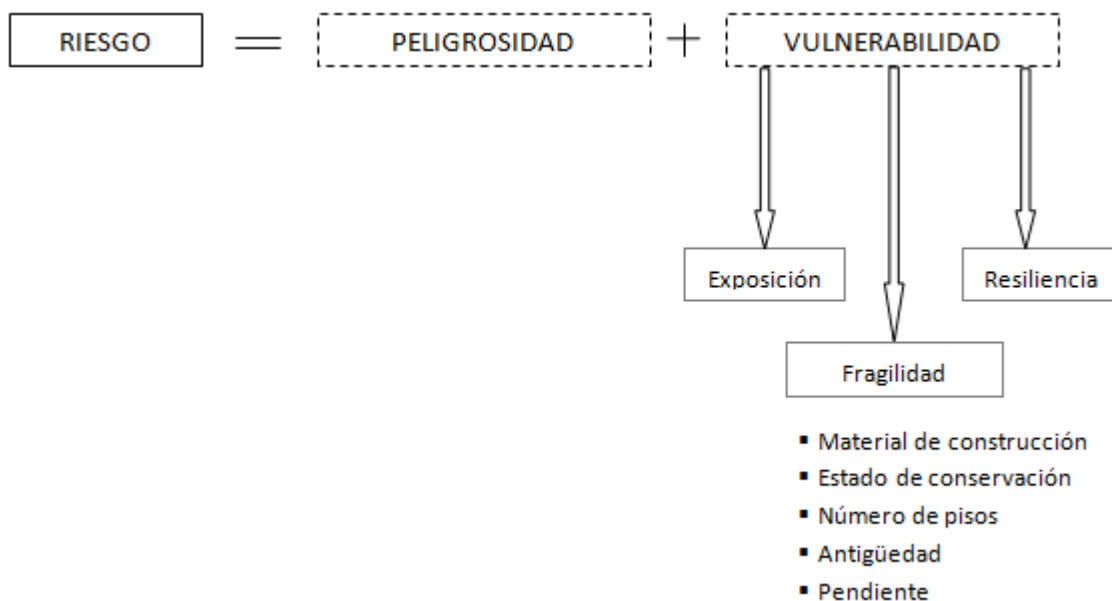 RIESGO = PELIGROSIDAD + VULNERABILIDAD
Exposición
Resiliencia
Fragilidad
▪ Material de construcción
▪ Estado de conservación
▪ Número de pisos
▪ Antigüedad
▪ Pendiente